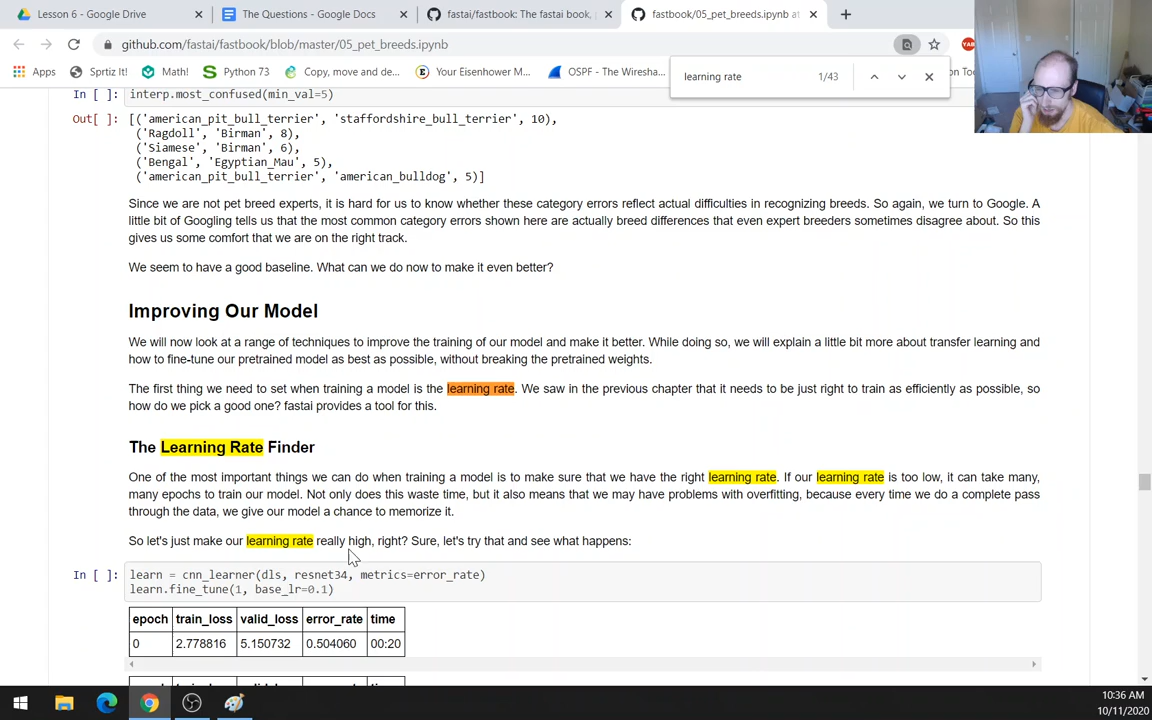 Lesson 6 - Google Drive
The Questions - Google Docs
fastai/fastbook: The fastai book,
fastbook/05_pet_breeds.ipynb at
github.com/fastai/fastbook/blob/master/05_pet_breeds.ipynb
Apps
Sprtiz It!
Math!
Python 73
Copy, move and de...
Your Eisenhower M...
OSPF - The Wiresha...
learning rate
1/43
In [ ]: interp.most_confused(min_val=5)
Out[ ]: [('american_pit_bull_terrier', 'staffordshire_bull_terrier', 10),
('Ragdoll', 'Birman', 8),
('Siamese', 'Birman', 6),
('Bengal', 'Egyptian_Mau', 5),
('american_pit_bull_terrier', 'american_bulldog', 5)]
Since we are not pet breed experts, it is hard for us to know whether these category errors reflect actual difficulties in recognizing breeds. So again, we turn to Google. A
little bit of Googling tells us that the most common category errors shown here are actually breed differences that even expert breeders sometimes disagree about. So this
gives us some comfort that we are on the right track.
We seem to have a good baseline. What can we do now to make it even better?
Improving Our Model
We will now look at a range of techniques to improve the training of our model and make it better. While doing so, we will explain a little bit more about transfer learning and
how to fine-tune our pretrained model as best as possible, without breaking the pretrained weights.
The first thing we need to set when training a model is the learning rate. We saw in the previous chapter that it needs to be just right to train as efficiently as possible, so
how do we pick a good one? fastai provides a tool for this.
The Learning Rate Finder
One of the most important things we can do when training a model is to make sure that we have the right learning rate. If our learning rate is too low, it can take many,
many epochs to train our model. Not only does this waste time, but it also means that we may have problems with overfitting, because every time we do a complete pass
through the data, we give our model a chance to memorize it.
So let's just make our learning rate really high, right? Sure, let's try that and see what happens:
In [ ]: learn = cnn_learner(dls, resnet34, metrics=error_rate)
learn.fine_tune(1, base_lr=0.1)
epoch train_loss valid_loss error_rate time
0 2.778816 5.150732 0.504060 00:20
10:36 AM
10/11/2020